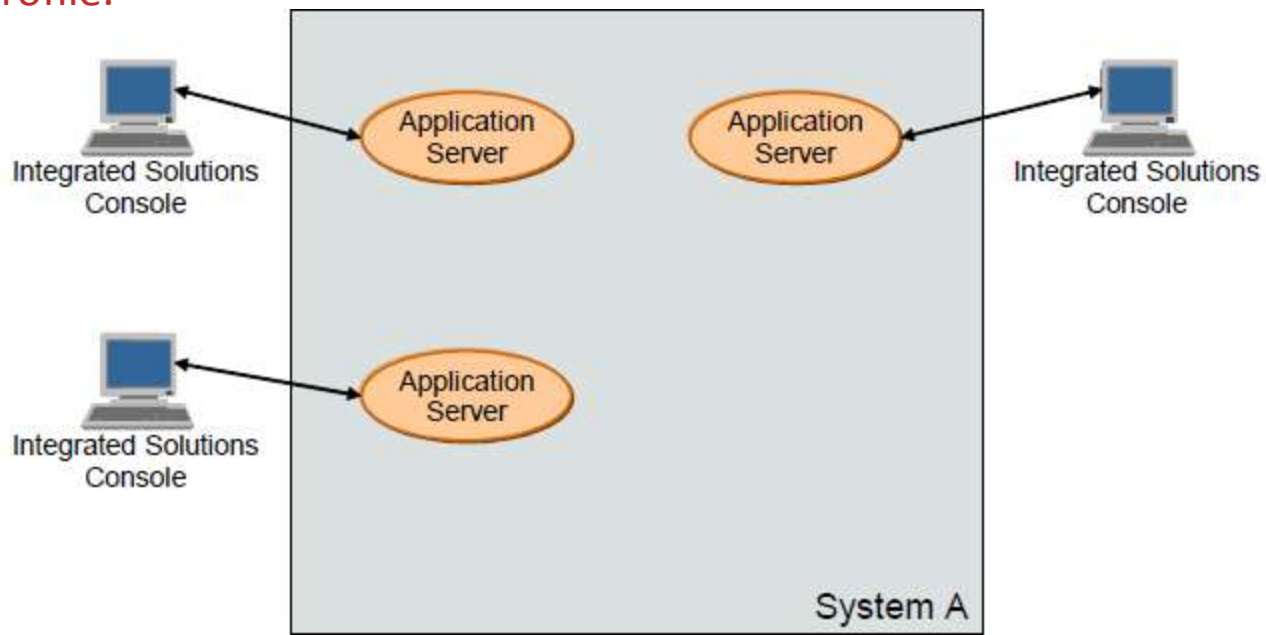 Application
Server
Application
Server
Integrated Solutions
Console
Integrated Solutions
Console
Application
Server
Integrated Solutions
Console
System A